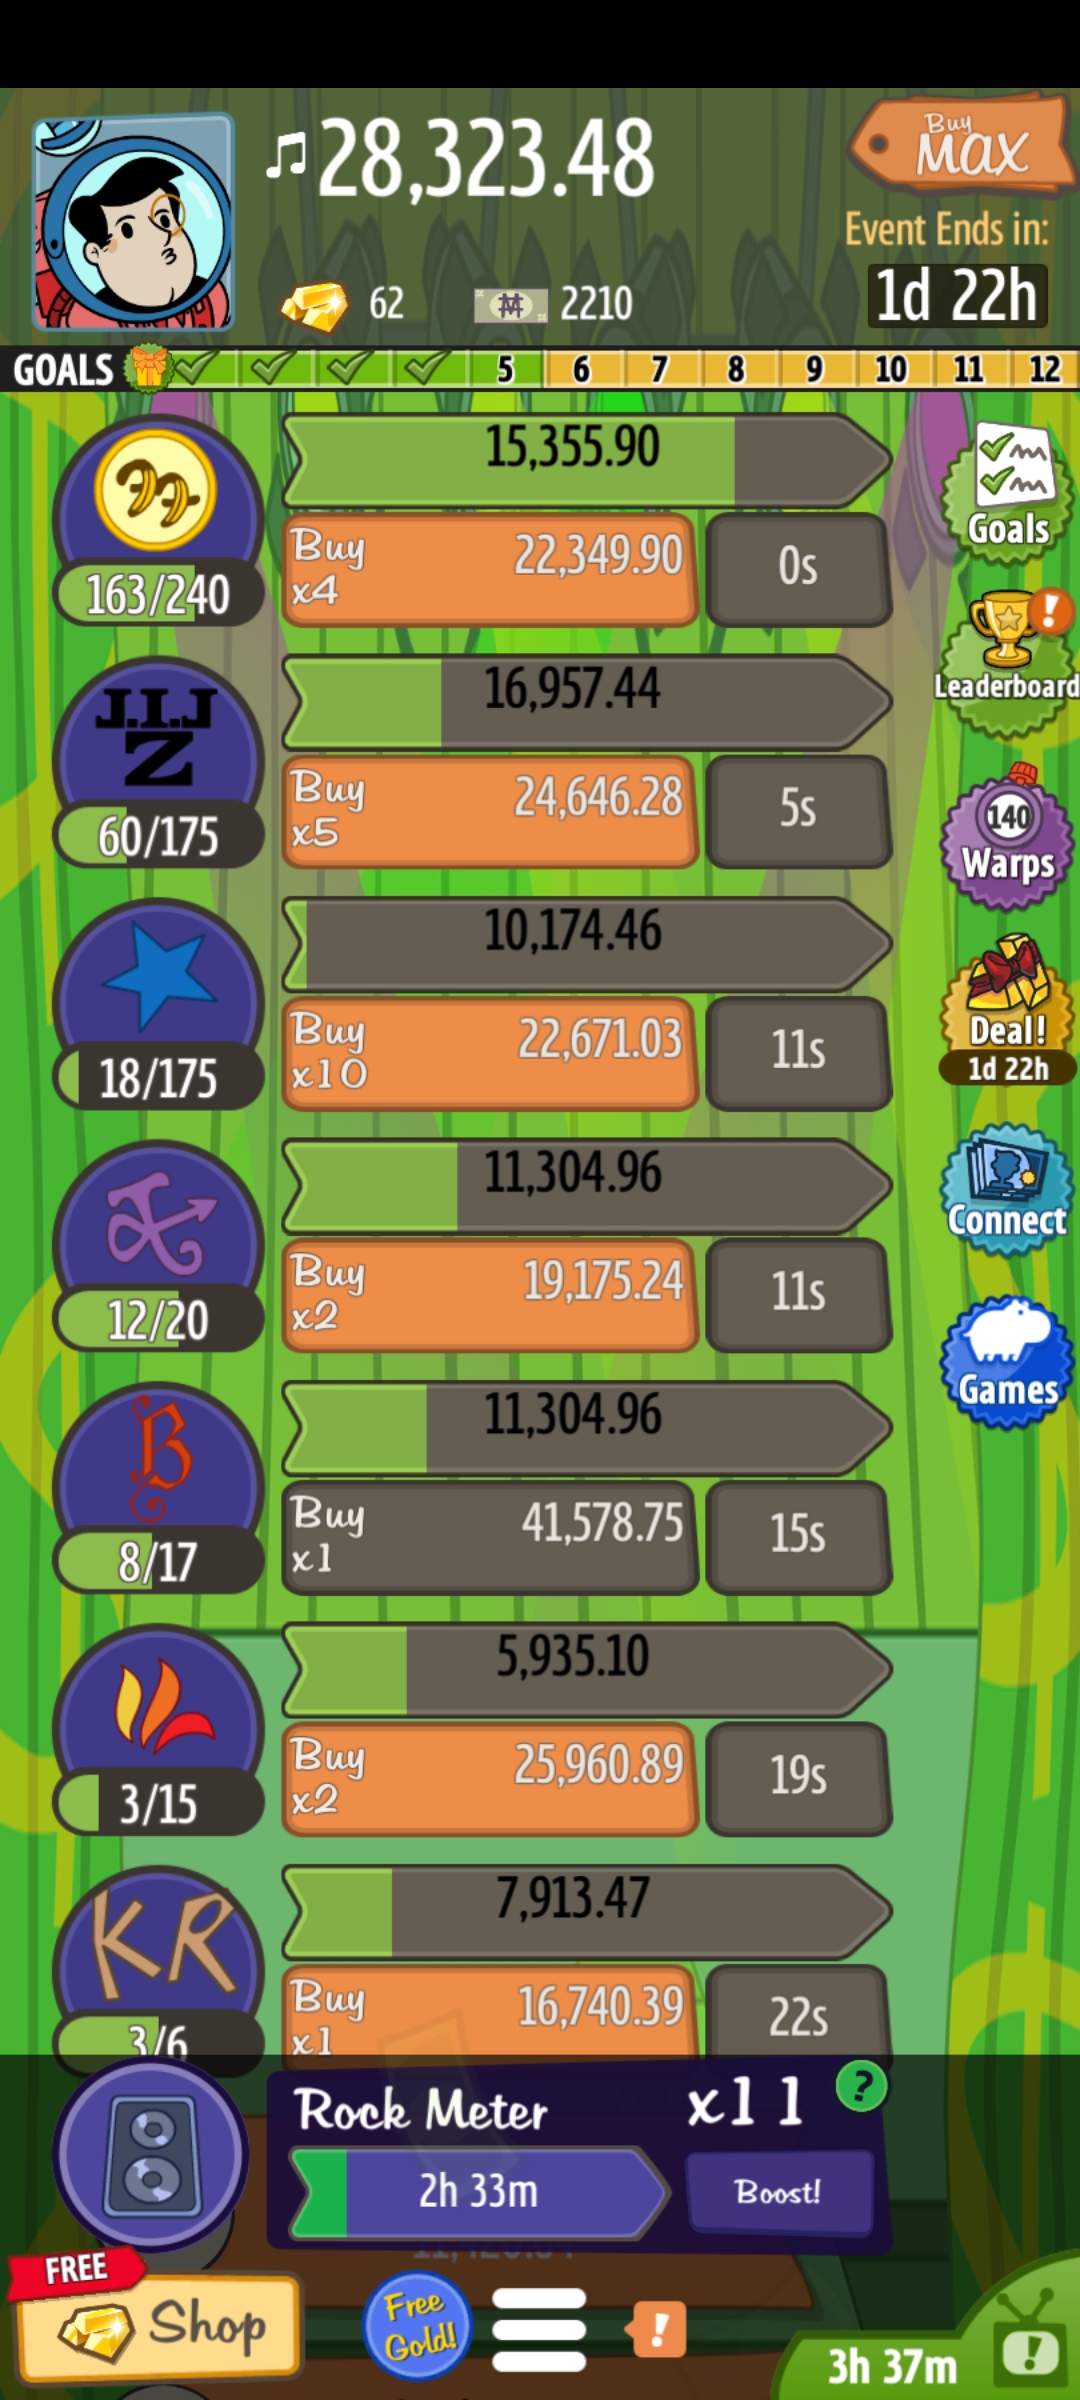 28,323.48
Buy
MAX
Event Ends in:
62
2210
1d 22h
GOALS
5
6
7
8
9
10
11
12
15,355.90
Buy
x4
22,349.90
0s
163/240
Goals
J.I.J
Z
16,957.44
Buy
x5
24,646.28
5s
60/175
Leaderboard
10,174.46
Buy
x10
22,671.03
11s
18/175
140
Warps
Deal!
1d 22h
11,304.96
Buy
x2
19,175.24
11s
12/20
Connect
B
11,304.96
Buy
x1
41,578.75
15s
8/17
Games
5,935.10
Buy
x2
25,960.89
19s
3/15
KR
7,913.47
Buy
x1
16,740.39
22s
3/6
Rock Meter
x11
?
2h 33m
Boost!
FREE
Shop
Free
Gold!
!
3h 37m
!